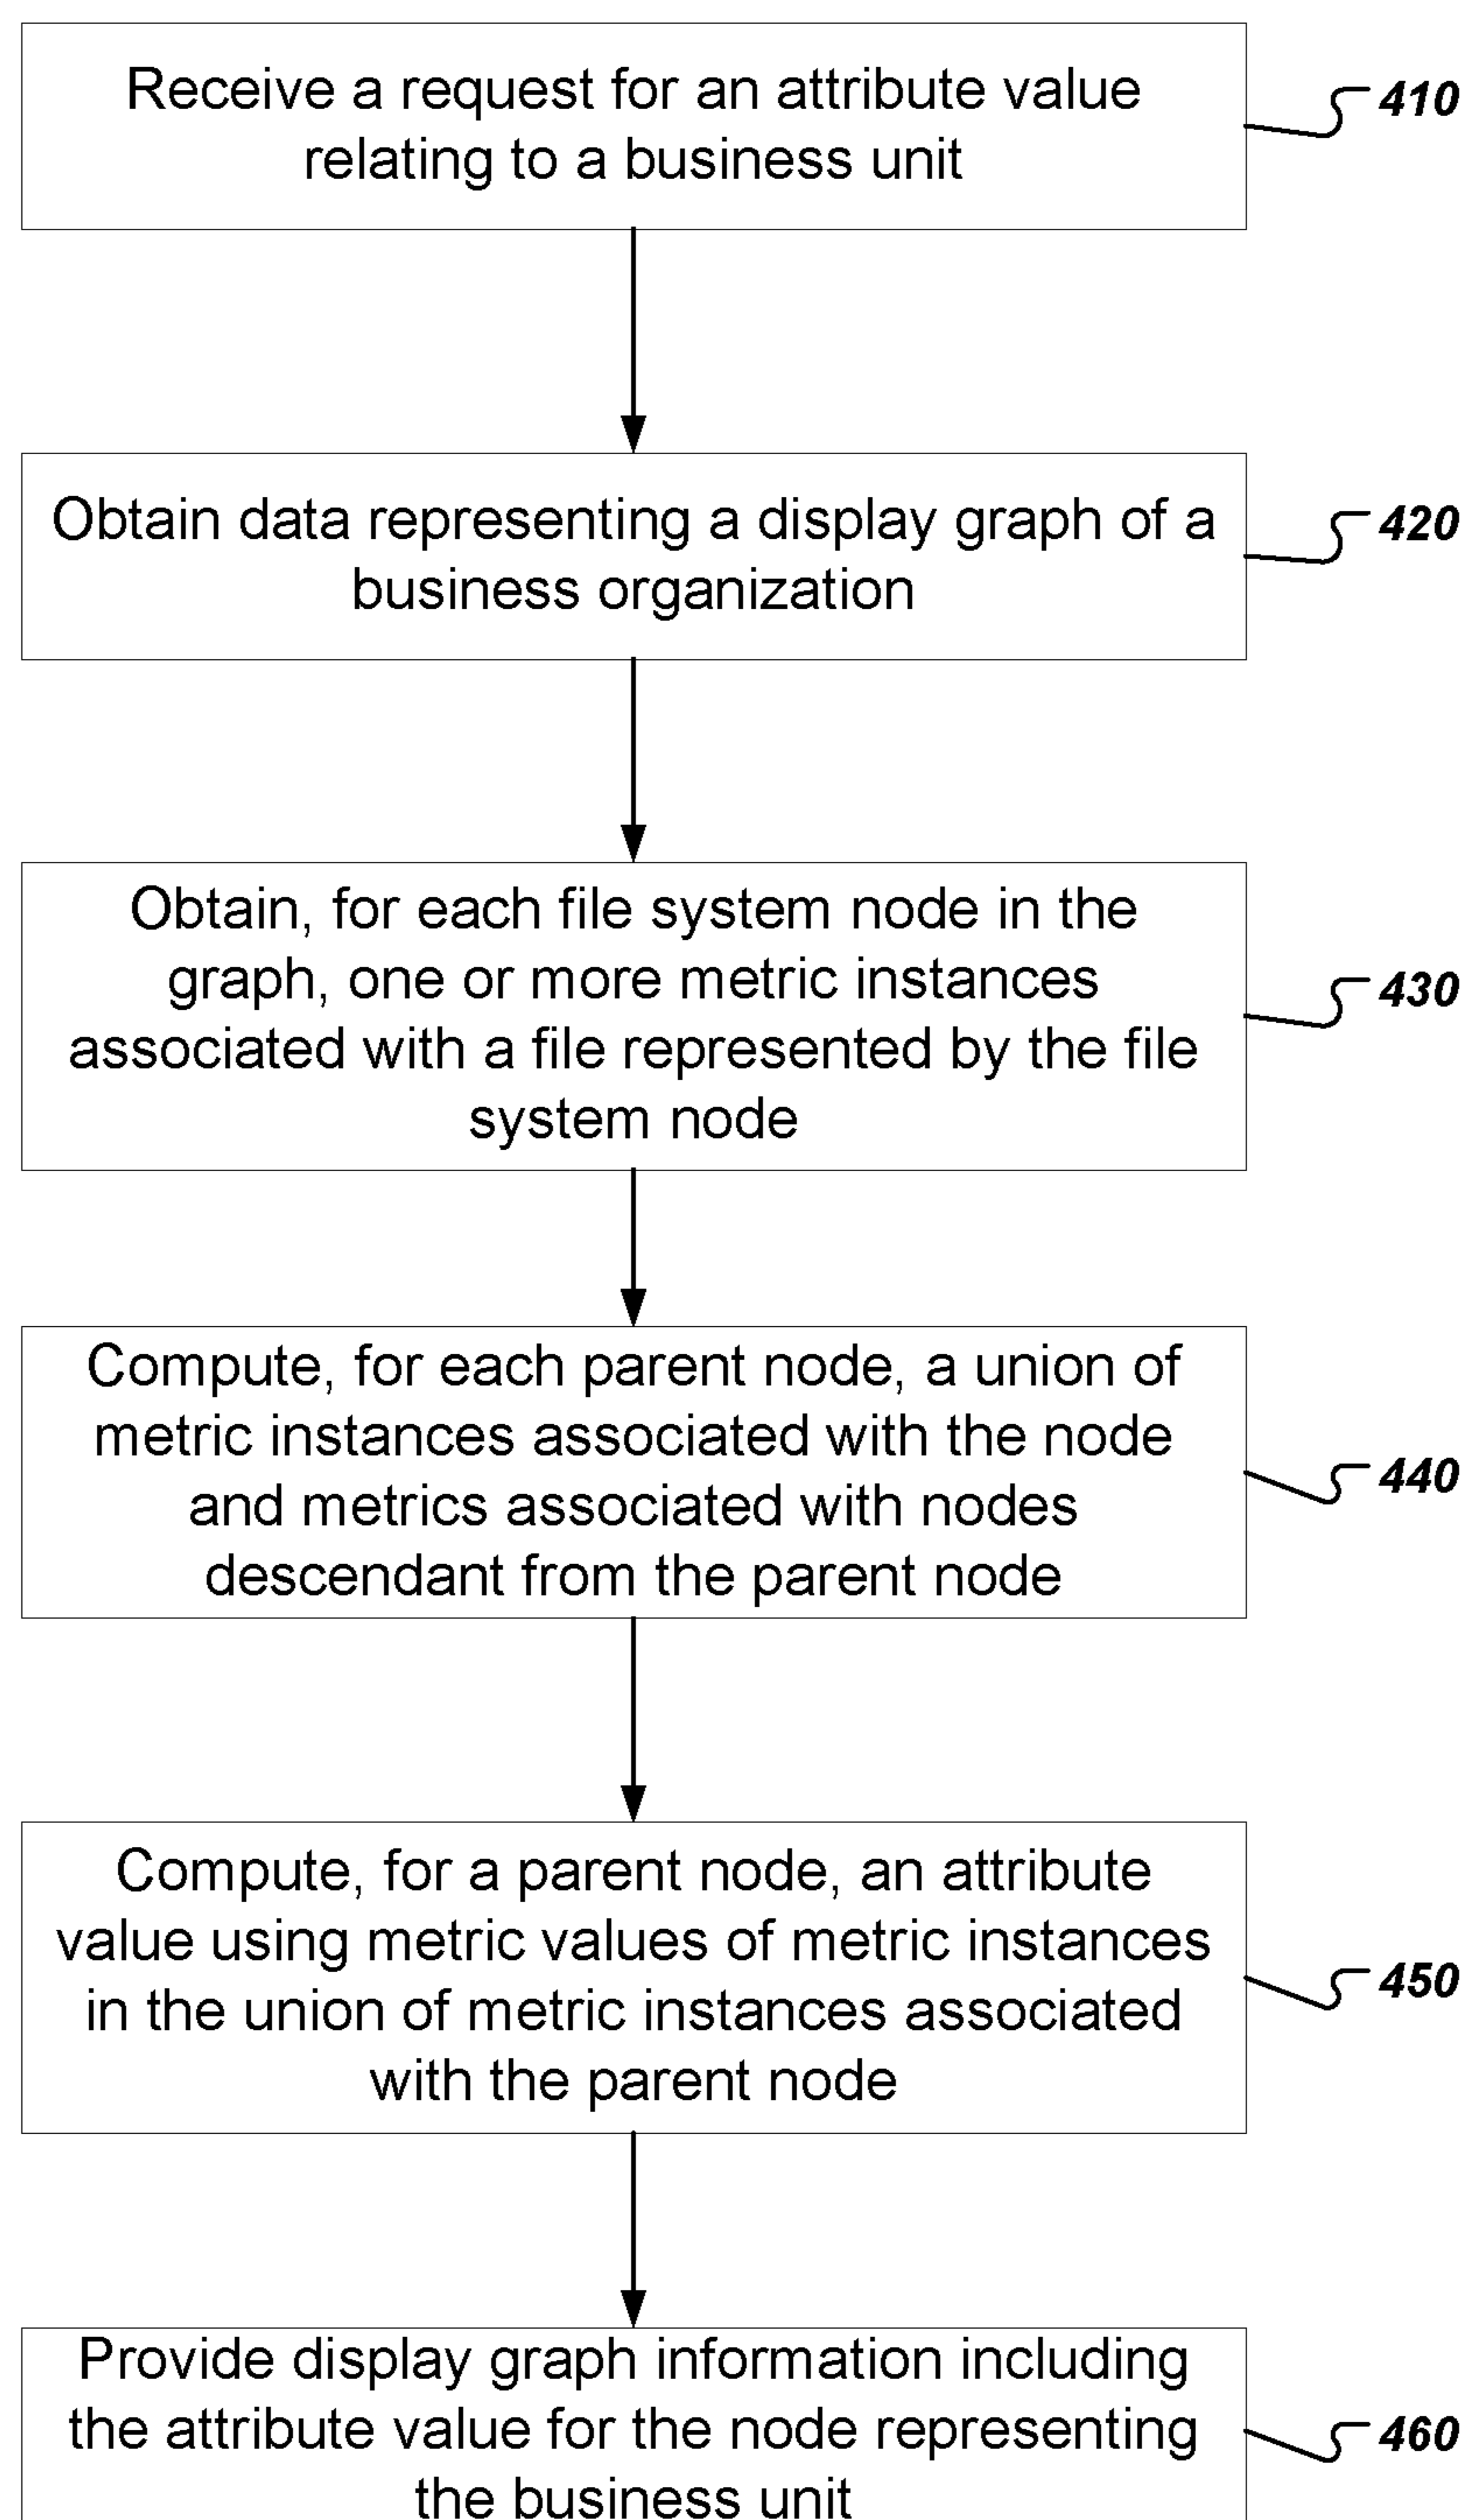 Receive a request for an attribute value
relating to a business unit
410
Obtain data representing a display graph of a
business organization
420
Obtain, for each file system node in the
graph, one or more metric instances
associated with a file represented by the file
system node
430
Compute, for each parent node, a union of
metric instances associated with the node
and metrics associated with nodes
descendant from the parent node
440
Compute, for a parent node, an attribute
value using metric values of metric instances
in the union of metric instances associated
with the parent node
450
Provide display graph information including
the attribute value for the node representing
the business unit
460